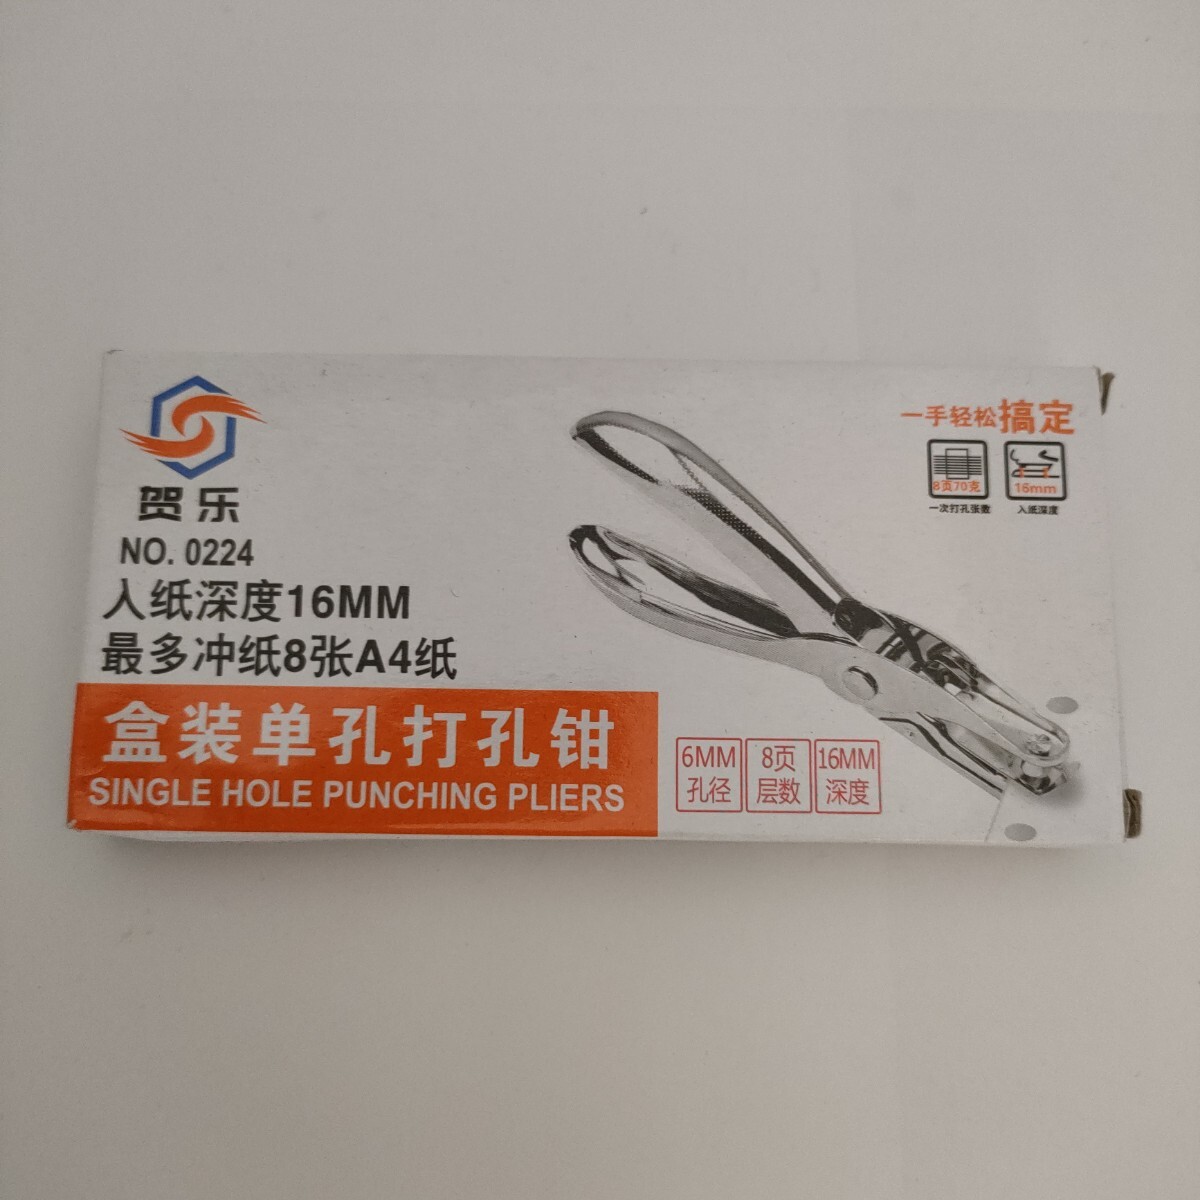 贺乐
NO. 0224
入纸深度16MM
最多冲纸8张A4纸
盒装单孔打孔钳
SINGLE HOLE PUNCHING PLIERS
6MM
孔径
8页
层数
16MM
深度
一手轻松搞定
8页70克
一次打孔张数
16mm
入纸深度